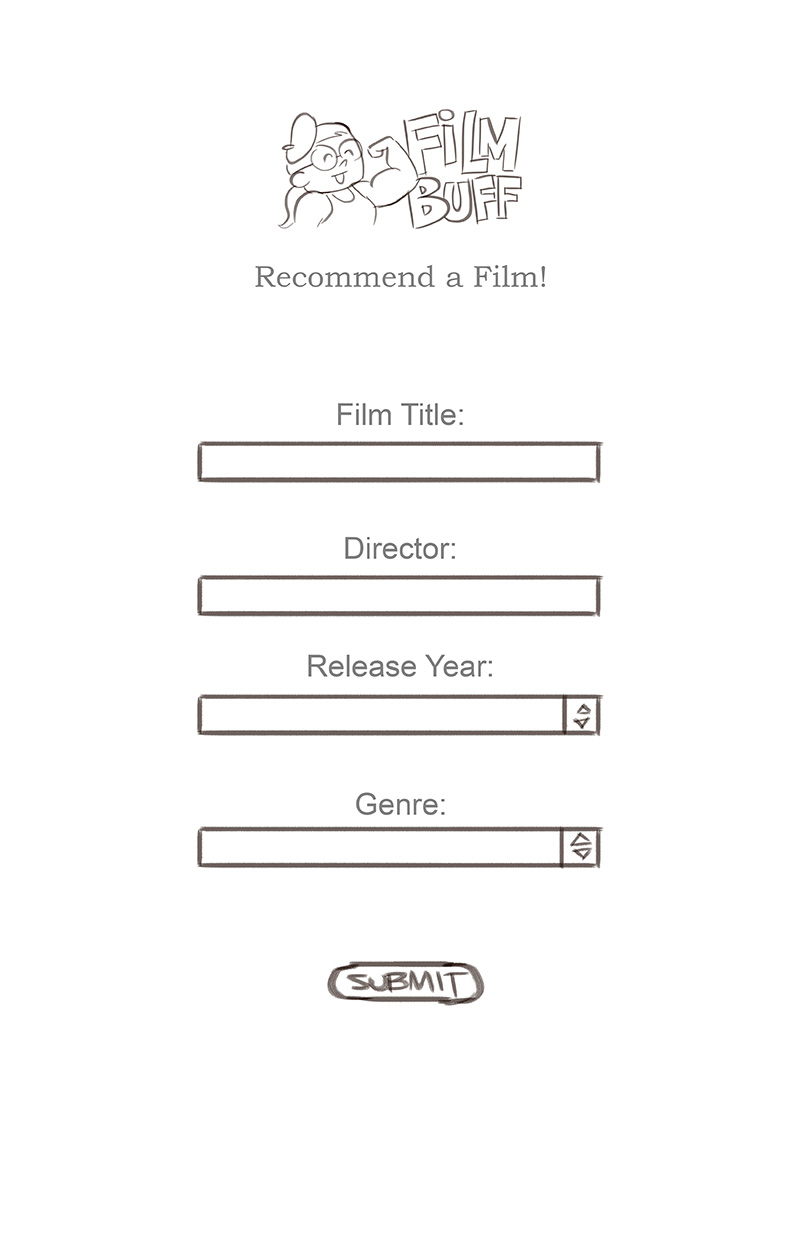 FiLM
BUFF
Recommend a Film!
Film Title:
Director:
Release Year:
Genre:
SUBMIT